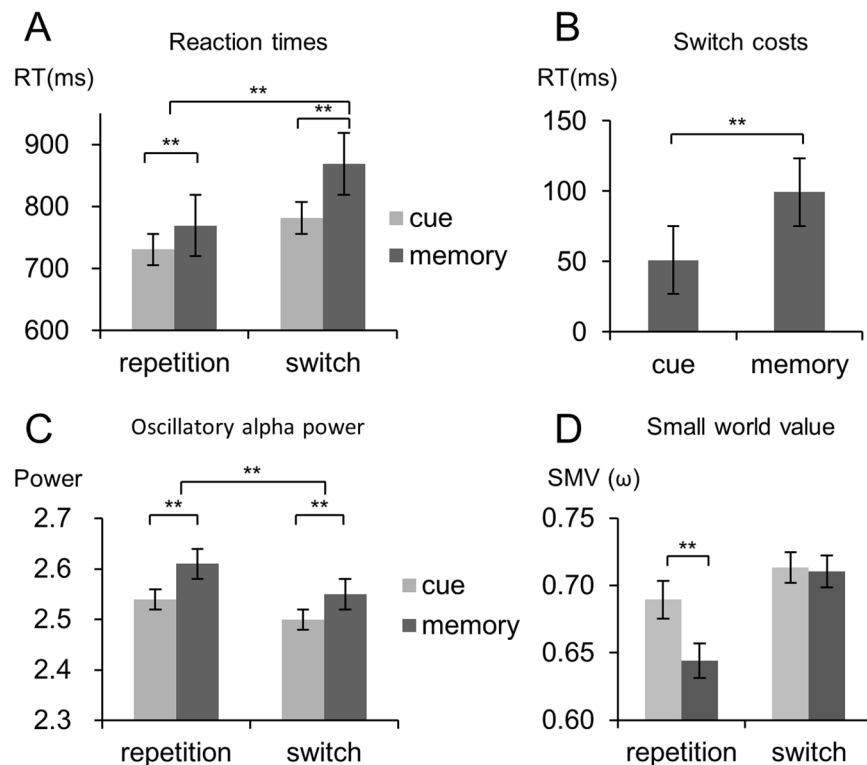 A
Reaction times
RT(ms)
**
**
**
900
800
700
600
repetition
switch
cue
memory
B
Switch costs
RT(ms)
**
150
100
50
0
cue
memory
C
Oscillatory alpha power
Power
**
**
**
2.7
2.6
2.5
2.4
2.3
repetition
switch
cue
memory
D
Small world value
SMV (ω)
**
0.75
0.70
0.65
0.60
repetition
switch